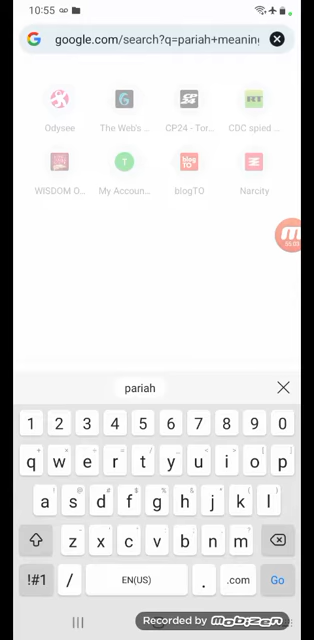 10:55
google.com/search?q=pariah+meaning
Odysee
The Web's ...
CP24 - Tor...
CDC spied ...
WISDOM O...
My Accoun...
blogTO
Narcity
pariah
1 2 3 4 5 6 7 8 9 0
q w e r t y u i o p
a s d f g h j k l
z x c v b n m
!#1 / EN(US) . .com Go
Recorded by mobizen